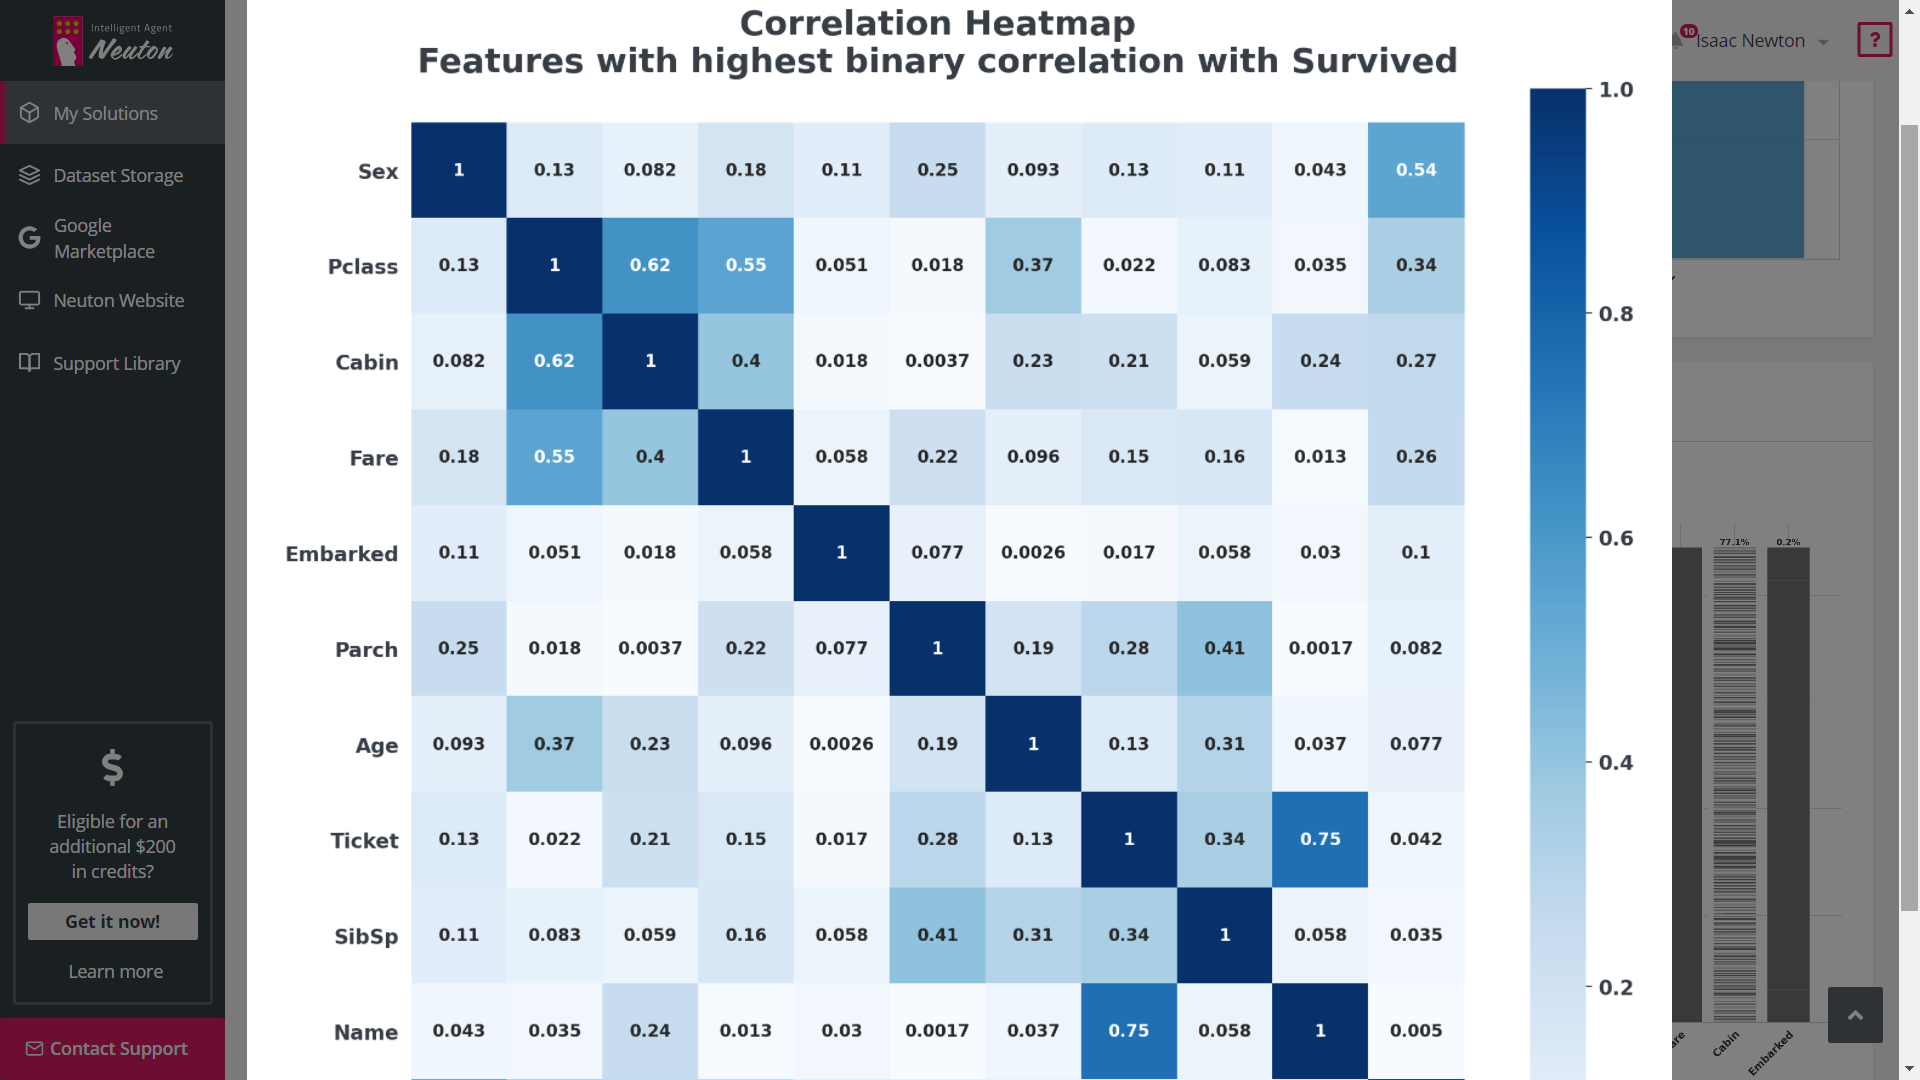 Intelligent Agent
Neuton
My Solutions
Dataset Storage
Google
Marketplace
Neuton Website
Support Library
$
Eligible for an
additional $200
in credits?
Get it now!
Learn more
Contact Support
Correlation Heatmap
Features with highest binary correlation with Survived
Sex 1 0.13 0.082 0.18 0.11 0.25 0.093 0.13 0.11 0.043 0.54
Pclass 0.13 1 0.62 0.55 0.051 0.018 0.37 0.022 0.083 0.035 0.34
Cabin 0.082 0.62 1 0.4 0.018 0.0037 0.23 0.21 0.059 0.24 0.27
Fare 0.18 0.55 0.4 1 0.058 0.22 0.096 0.15 0.16 0.013 0.26
Embarked 0.11 0.051 0.018 0.058 1 0.077 0.0026 0.017 0.058 0.03 0.1
Parch 0.25 0.018 0.0037 0.22 0.077 1 0.19 0.28 0.41 0.0017 0.082
Age 0.093 0.37 0.23 0.096 0.0026 0.19 1 0.13 0.31 0.037 0.077
Ticket 0.13 0.022 0.21 0.15 0.017 0.28 0.13 1 0.34 0.75 0.042
SibSp 0.11 0.083 0.059 0.16 0.058 0.41 0.31 0.34 1 0.058 0.035
Name 0.043 0.035 0.24 0.013 0.03 0.0017 0.037 0.75 0.058 1 0.005
1.0
0.8
0.6
0.4
0.2
10
Isaac Newton
?
77.1% 0.2%
Cabin
Embarked